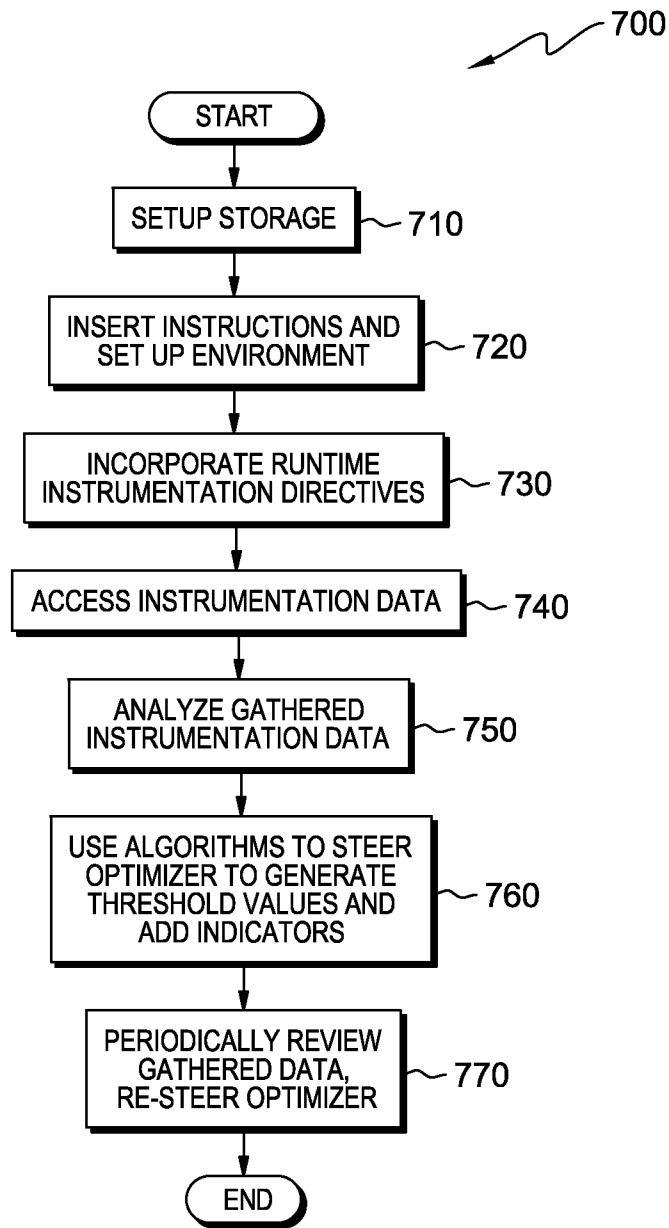 700
START
SETUP STORAGE
710
INSERT INSTRUCTIONS AND
SET UP ENVIRONMENT
720
INCORPORATE RUNTIME
INSTRUMENTATION DIRECTIVES
730
ACCESS INSTRUMENTATION DATA
740
ANALYZE GATHERED
INSTRUMENTATION DATA
750
USE ALGORITHMS TO STEER
OPTIMIZER TO GENERATE
THRESHOLD VALUES AND
ADD INDICATORS
760
PERIODICALLY REVIEW
GATHERED DATA,
RE-STEER OPTIMIZER
770
END